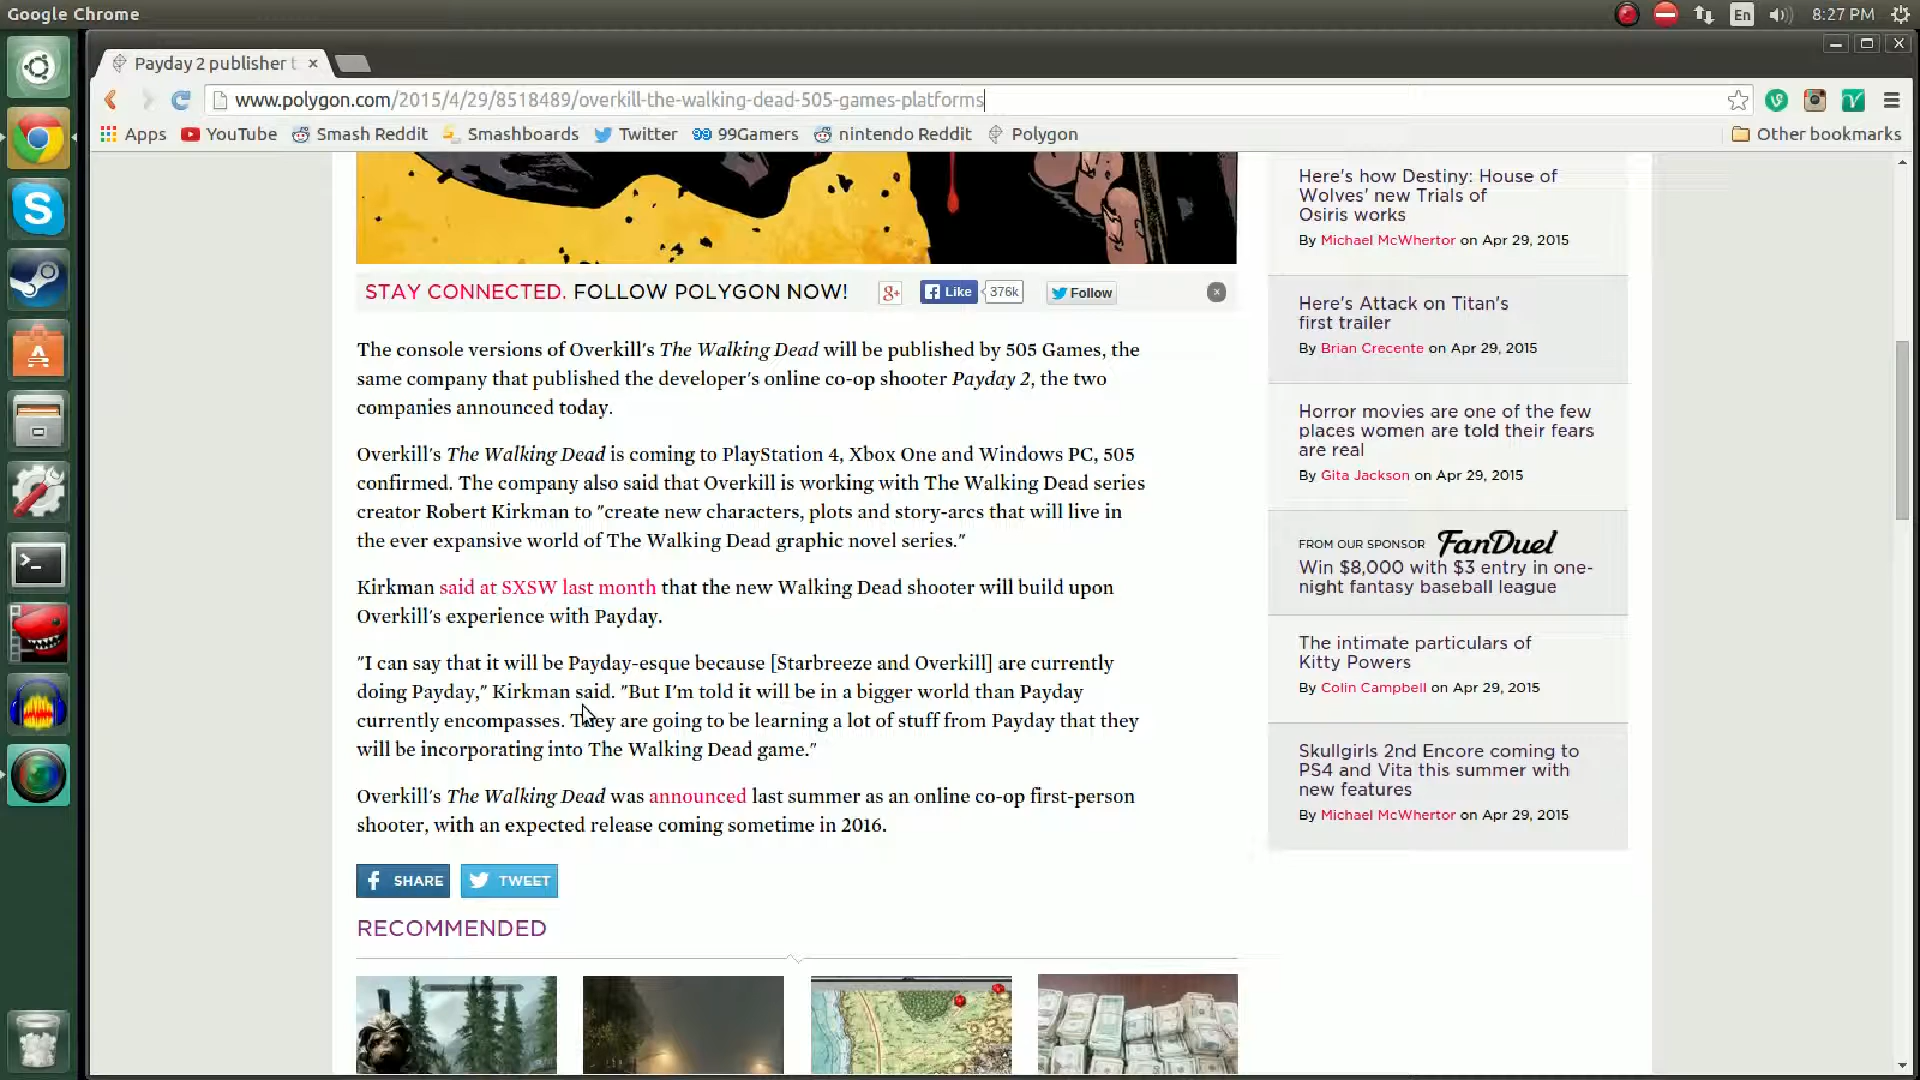 Google Chrome
En
8:27 PM
Payday 2 publisher t
www.polygon.com/2015/4/29/8518489/overkill-the-walking-dead-505-games-platforms
Apps
YouTube
Smash Reddit
Smashboards
Twitter
99Gamers
nintendo Reddit
Polygon
Other bookmarks
STAY CONNECTED. FOLLOW POLYGON NOW!
g+
Like
376k
Follow
The console versions of Overkill's The Walking Dead will be published by 505 Games, the
same company that published the developer's online co-op shooter Payday 2, the two
companies announced today.
Overkill's The Walking Dead is coming to PlayStation 4, Xbox One and Windows PC, 505
confirmed. The company also said that Overkill is working with The Walking Dead series
creator Robert Kirkman to "create new characters, plots and story-arcs that will live in
the ever expansive world of The Walking Dead graphic novel series."
Kirkman said at SXSW last month that the new Walking Dead shooter will build upon
Overkill's experience with Payday.
"I can say that it will be Payday-esque because [Starbreeze and Overkill] are currently
doing Payday," Kirkman said. "But I'm told it will be in a bigger world than Payday
currently encompasses. They are going to be learning a lot of stuff from Payday that they
will be incorporating into The Walking Dead game."
Overkill's The Walking Dead was announced last summer as an online co-op first-person
shooter, with an expected release coming sometime in 2016.
SHARE
TWEET
RECOMMENDED
Here's how Destiny: House of
Wolves' new Trials of
Osiris works
By Michael McWhertor on Apr 29, 2015
Here's Attack on Titan's
first trailer
By Brian Crecente on Apr 29, 2015
Horror movies are one of the few
places women are told their fears
are real
By Gita Jackson on Apr 29, 2015
FROM OUR SPONSOR FanDuel
Win $8,000 with $3 entry in one-
night fantasy baseball league
The intimate particulars of
Kitty Powers
By Colin Campbell on Apr 29, 2015
Skullgirls 2nd Encore coming to
PS4 and Vita this summer with
new features
By Michael McWhertor on Apr 29, 2015